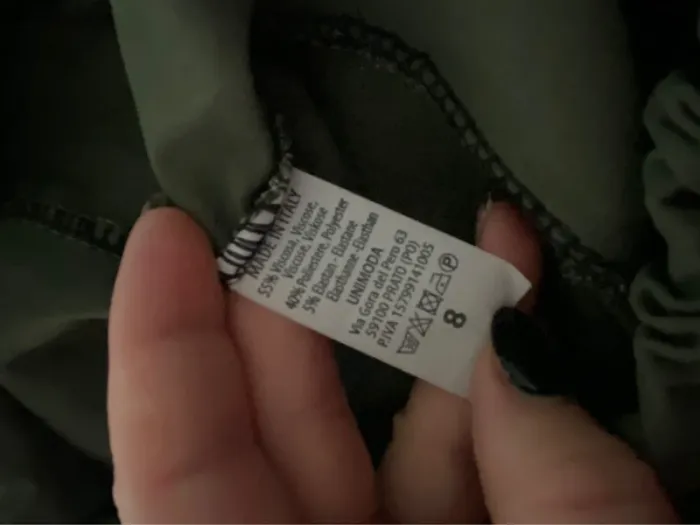 MADE IN ITALY
55% Viscosa, Viscose,
Viscose, Viskose
40% Poliestere, Polyester
5% Elastan - Elastene
Elasthanne - Elasthan
UNIMODA
Via Gora del Pero 63
59100 PRATO (PO)
P.IVA 15799141005
P
8